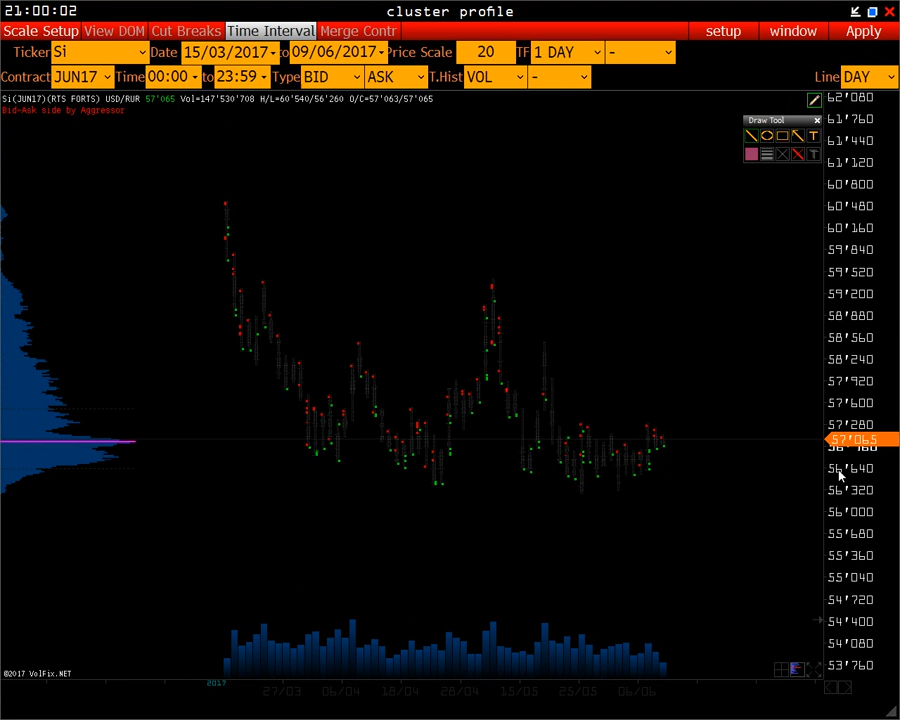 21:00:02 cluster profile
Scale Setup View DOM Cut Breaks Time Interval Merge Contr setup window Apply
Ticker Si Date 15/03/2017 to 09/06/2017 Price Scale 20 TF 1 DAY -
Contract JUN17 Time 00:00 to 23:59 Type BID ASK T.Hist VOL - Line DAY
Si(JUN17)(RTS FORTS) USD/RUR 57'065 Vol=147'530'708 H/L=60'540/56'260 O/C=57'063/57'065
Bid-Ask side by Aggressor
Draw Tool
T
T
62'080
61'760
61'440
61'120
60'800
60'480
60'160
59'840
59'520
59'200
58'880
58'560
58'240
57'920
57'600
57'280
57'065
56'640
56'320
56'000
55'680
55'360
55'040
54'720
54'400
54'080
53'760
©2017 VolFix.NET
2017
27/03 06/04 18/04 28/04 15/05 25/05 06/06